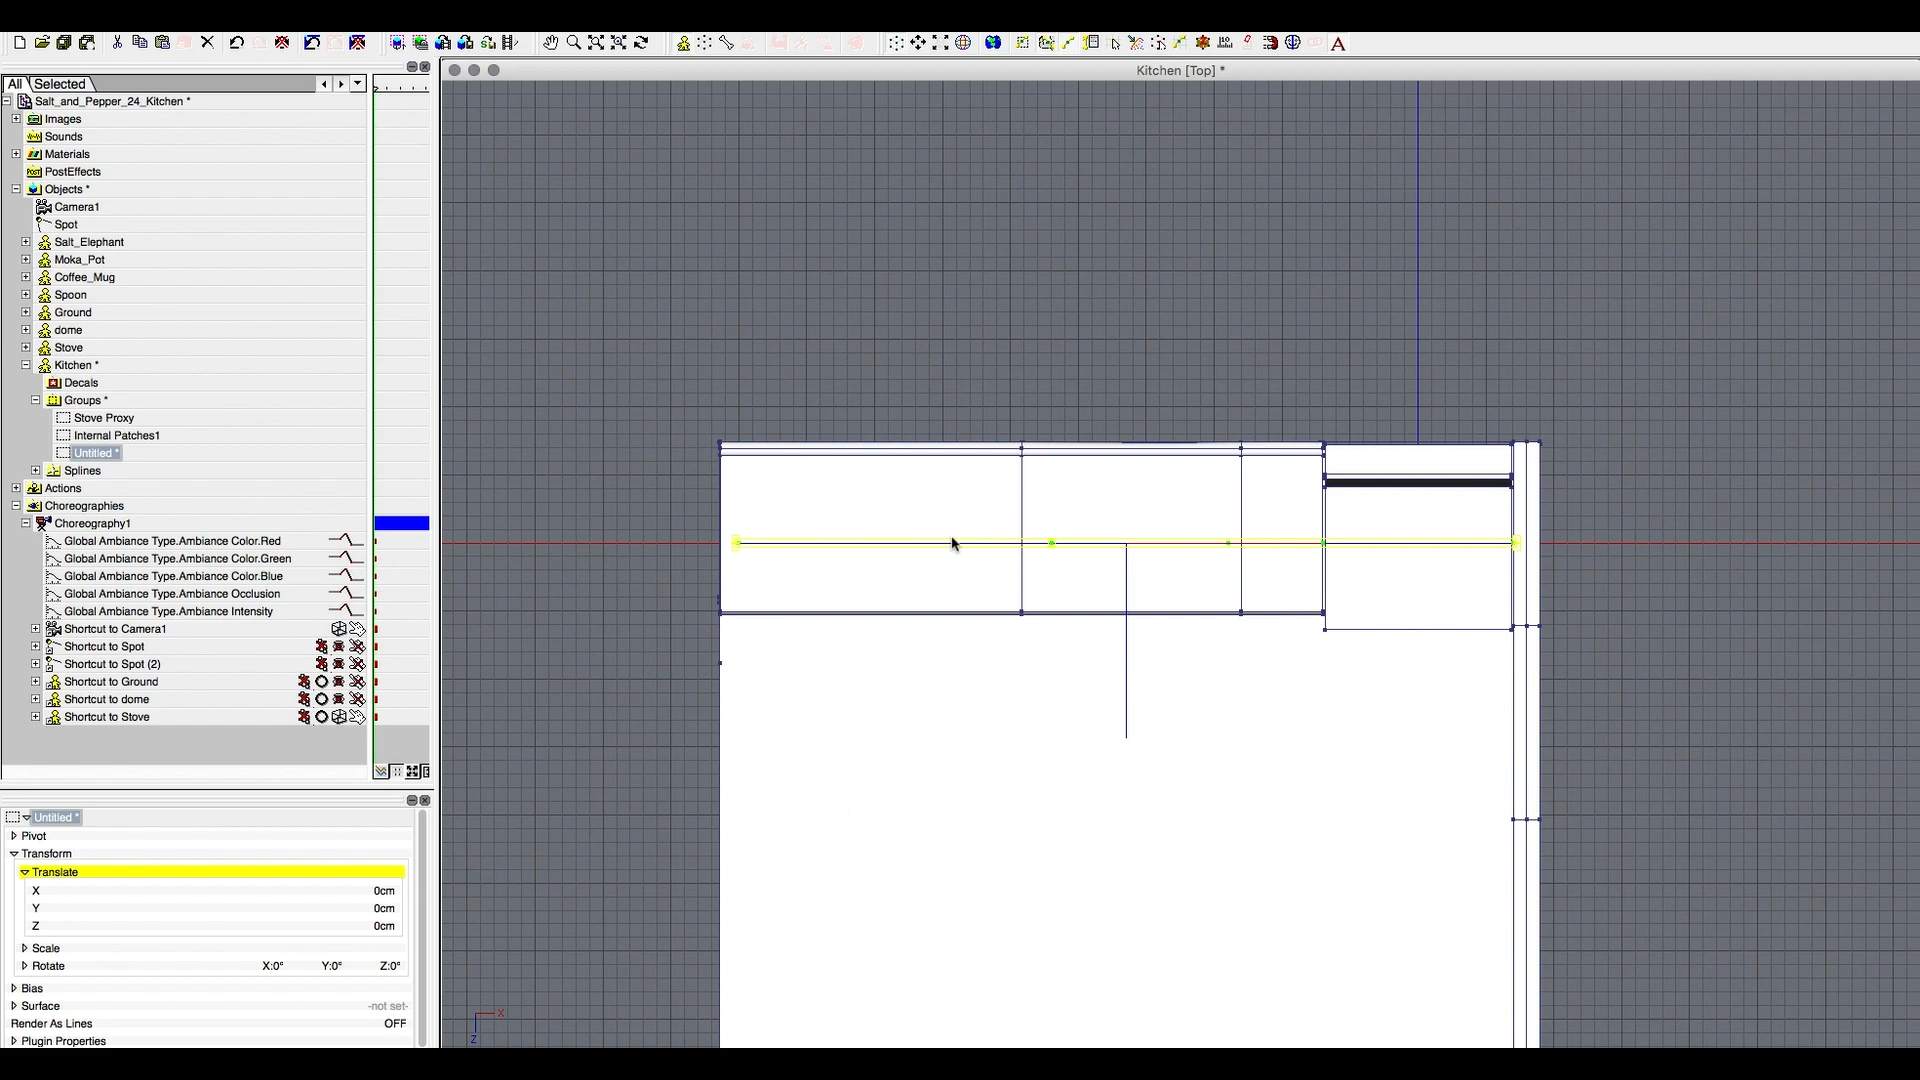 Kitchen [Top] *
All Selected
Salt_and_Pepper_24_Kitchen *
Images
Sounds
Materials
PostEffects
Objects *
Camera1
Spot
Salt_Elephant
Moka_Pot
Coffee_Mug
Spoon
Ground
dome
Stove
Kitchen *
Decals
Groups *
Stove Proxy
Internal Patches1
Untitled *
Splines
Actions
Choreographies
Choreography1
Global Ambiance Type.Ambiance Color.Red
Global Ambiance Type.Ambiance Color.Green
Global Ambiance Type.Ambiance Color.Blue
Global Ambiance Type.Ambiance Occlusion
Global Ambiance Type.Ambiance Intensity
Shortcut to Camera1
Shortcut to Spot
Shortcut to Spot (2)
Shortcut to Ground
Shortcut to dome
Shortcut to Stove
Untitled *
Pivot
Transform
Translate
X 0cm
Y 0cm
Z 0cm
Scale
Rotate X:0° Y:0° Z:0°
Bias
Surface -not set-
Render As Lines OFF
Plugin Properties
X
Z